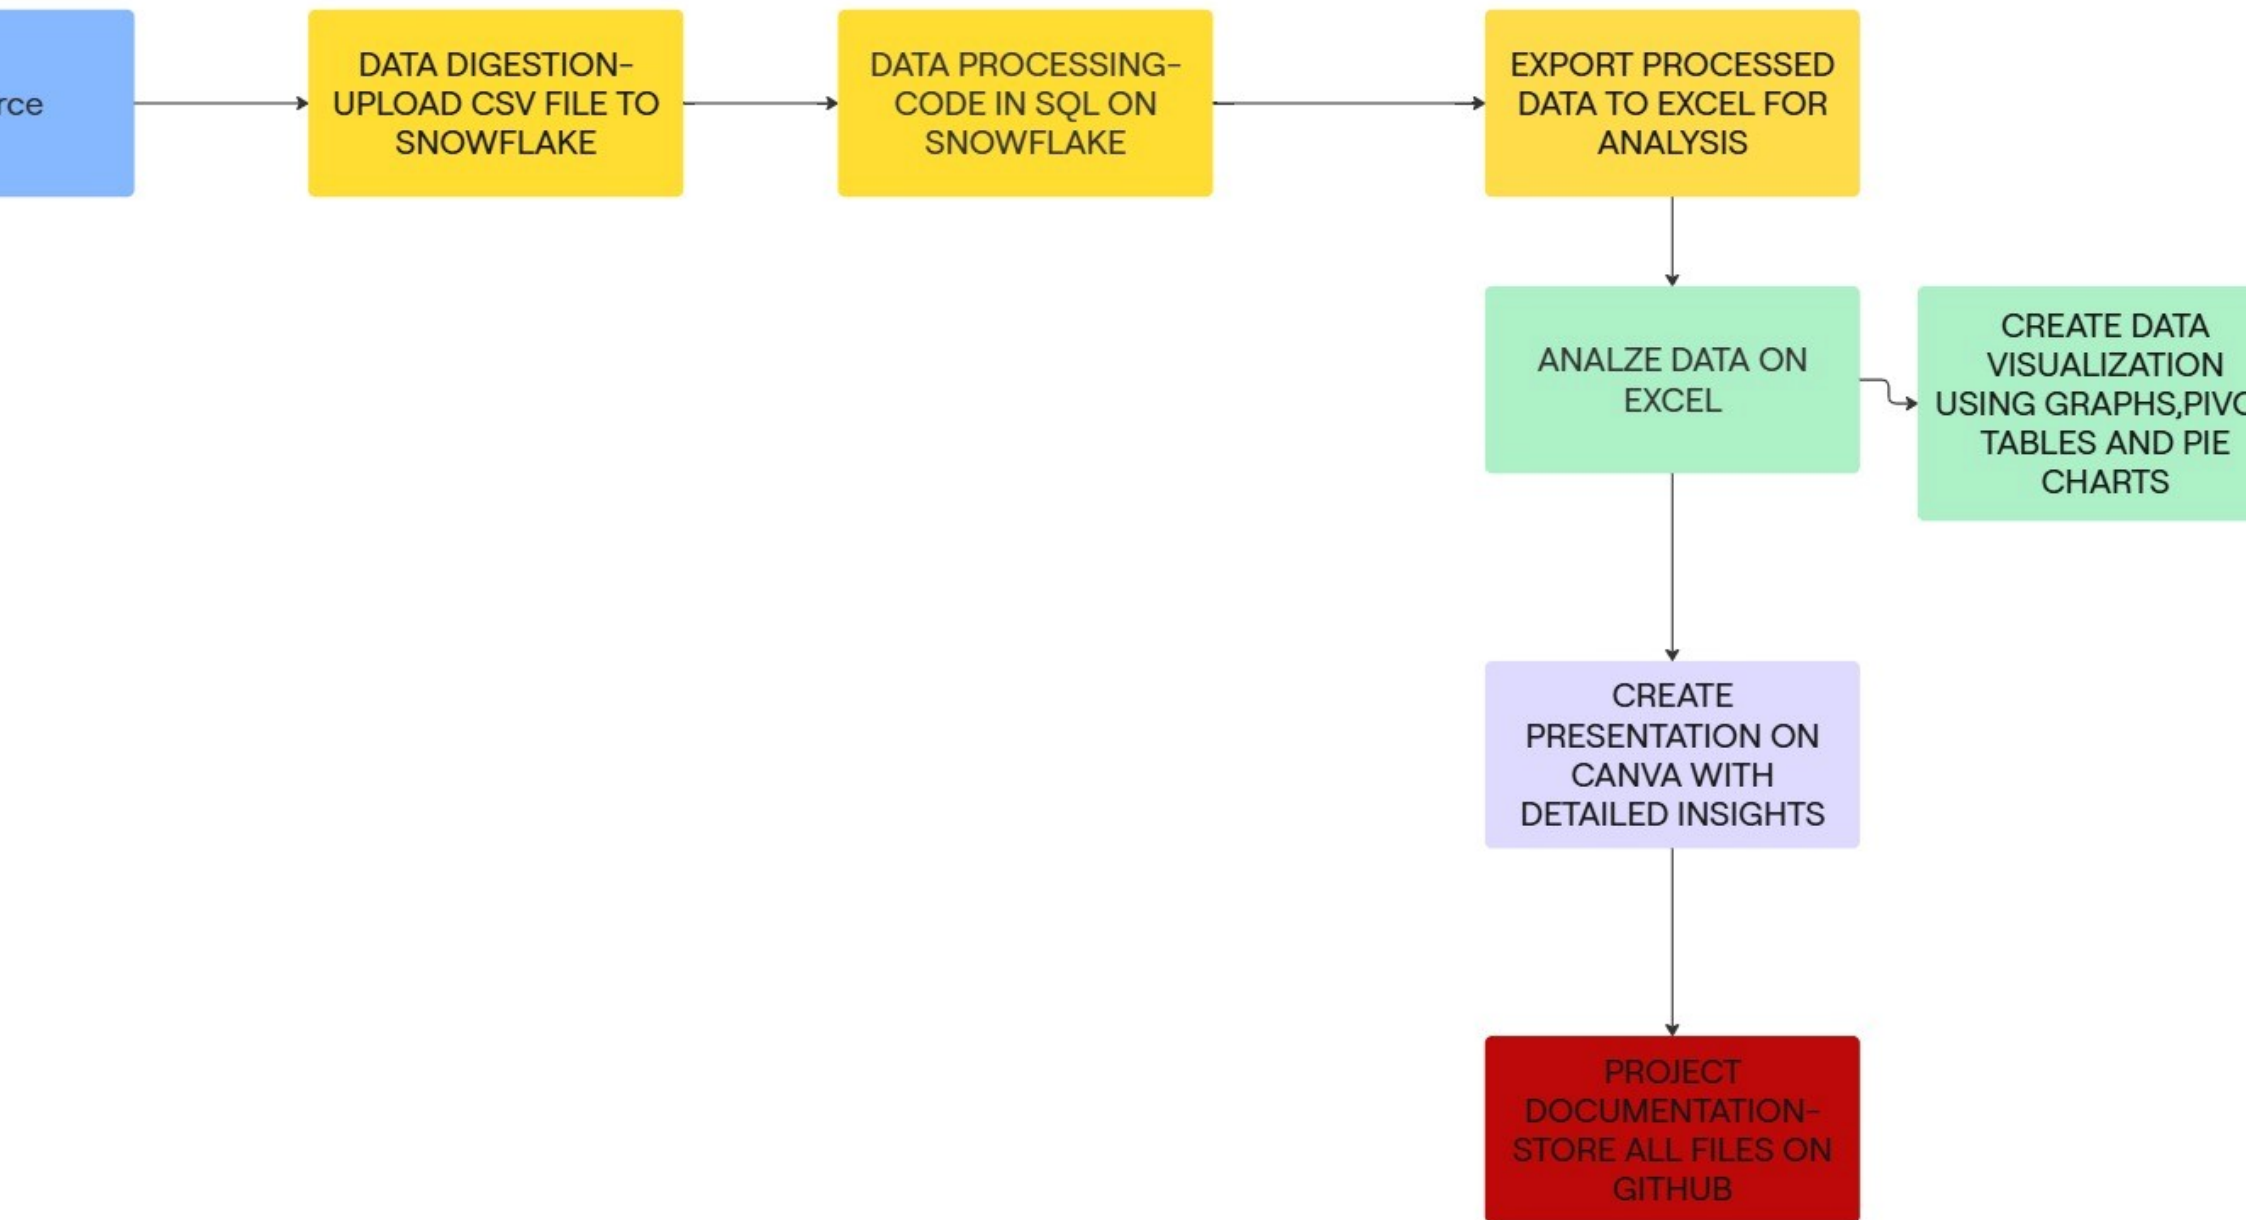 DATA DIGESTION-
UPLOAD CSV FILE TO
SNOWFLAKE
DATA PROCESSING-
CODE IN SQL ON
SNOWFLAKE
EXPORT PROCESSED
DATA TO EXCEL FOR
ANALYSIS
ANALZE DATA ON
EXCEL
CREATE DATA
VISUALIZATION
USING GRAPHS,
TABLES AND PIE
CHARTS
CREATE
PRESENTATION ON
CANVA WITH
DETAILED INSIGHTS
PROJECT
DOCUMENTATION-
STORE ALL FILES ON
GITHUB